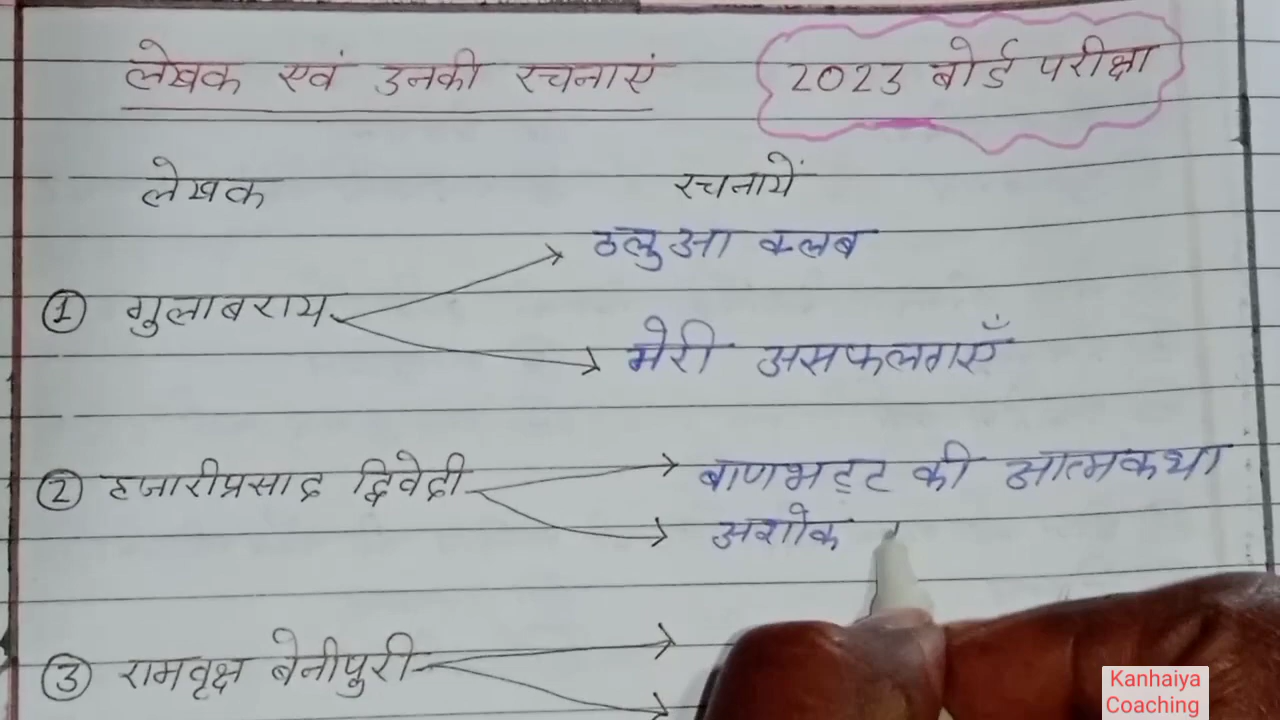 लेखक एवं उनकी रचनाएं
2023 बोर्ड परीक्षा
लेखक रचनायें
ठलुआ क्लब
① गुलाबराय
मेरी असफलताएँ
② हजारीप्रसाद द्विवेदी बाणभट्ट की आत्मकथा
अशोक
③ रामवृक्ष बेनीपुरी
Kanhaiya
Coaching